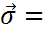 σ⃗ =